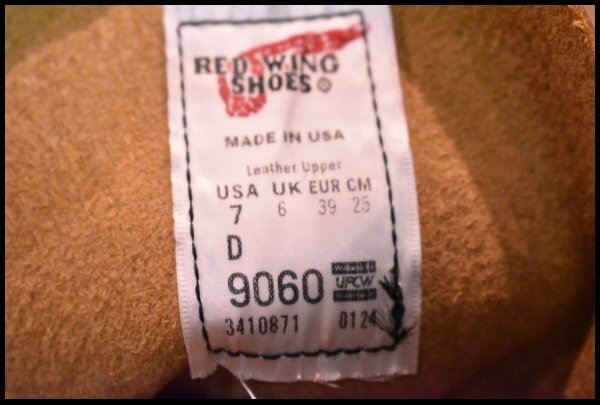 RED WING
SHOES ®
MADE IN USA
Leather Upper
USA UK EUR CM
7 6 39 25
D
9060 UFCW
3410871 0124